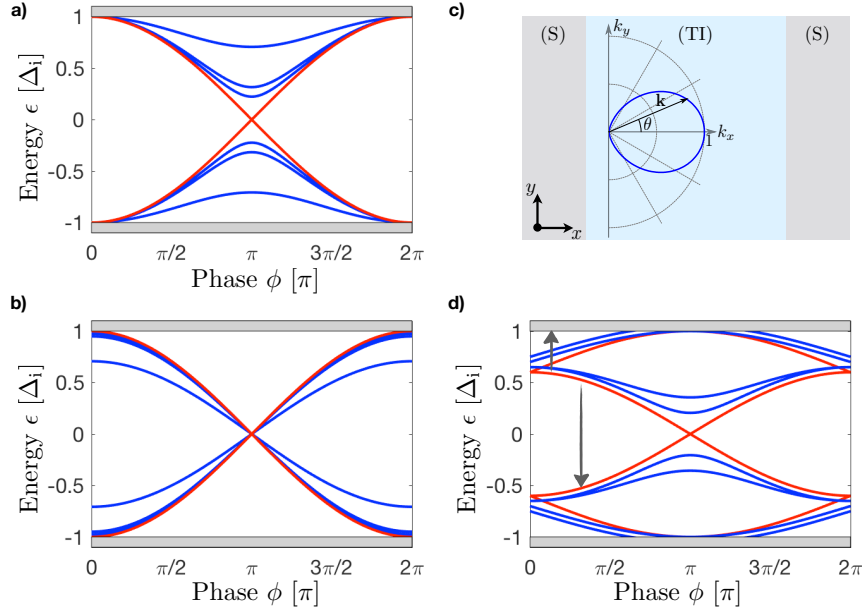 a)
Energy ϵ [Δi]
1
0.5
0
-0.5
-1
0
π/2
π
3π/2
2π
Phase ϕ [π]
c)
(S)
(TI)
(S)
ky
k
θ
kx
1
y
x
b)
Energy ϵ [Δi]
1
0.5
0
-0.5
-1
0
π/2
π
3π/2
2π
Phase ϕ [π]
d)
Energy ϵ [Δi]
1
0.5
0
-0.5
-1
0
π/2
π
3π/2
2π
Phase ϕ [π]